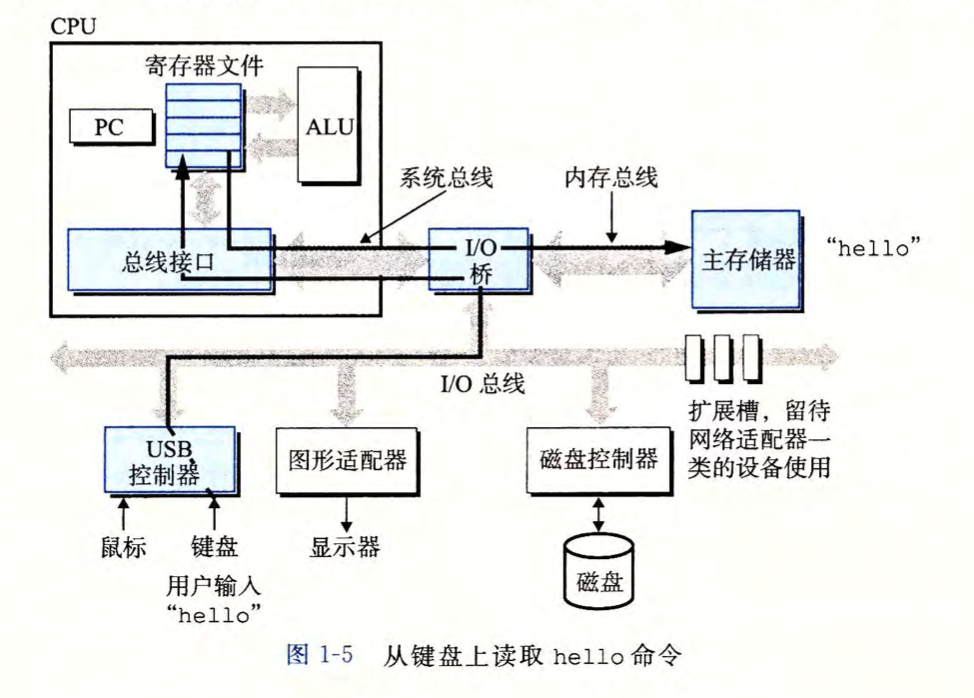 CPU
寄存器文件
PC
ALU
系统总线
内存总线
总线接口
I/O
桥
主存储器
“hello”
I/O 总线
扩展槽，留待
网络适配器一
类的设备使用
USB
控制器
图形适配器
磁盘控制器
鼠标
键盘
显示器
磁盘
用户输入
“hello”
图 1-5 从键盘上读取 hello 命令